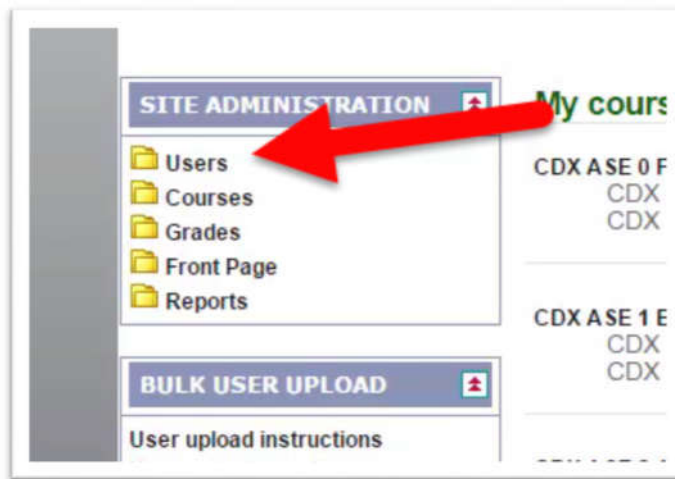 SITE ADMINISTRATION
Users
Courses
Grades
Front Page
Reports
BULK USER UPLOAD
User upload instructions
My cours
CDX ASE 0 F
CDX
CDX
CDX ASE 1 E
CDX
CDX